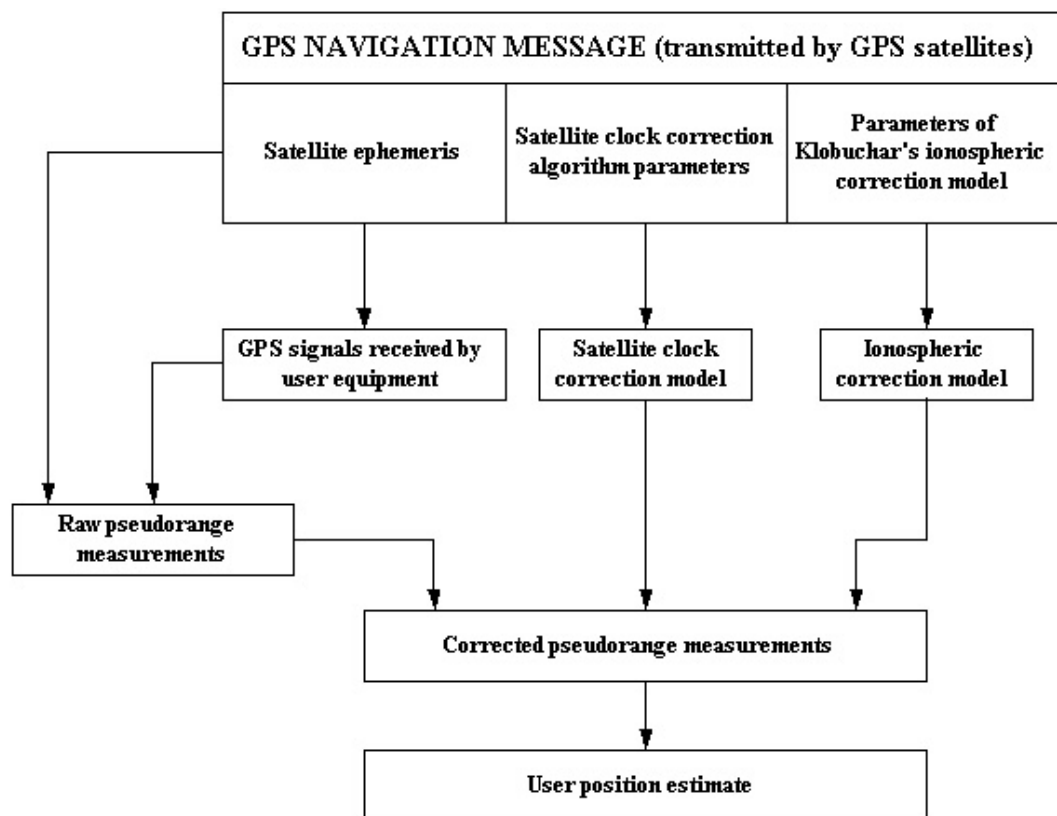 GPS NAVIGATION MESSAGE (transmitted by GPS satellites)
Satellite ephemeris
Satellite clock correction
algorithm parameters
Parameters of
Klobuchar's ionospheric
correction model
GPS signals received by
user equipment
Satellite clock
correction model
Ionospheric
correction model
Raw pseudorange
measurements
Corrected pseudorange measurements
User position estimate